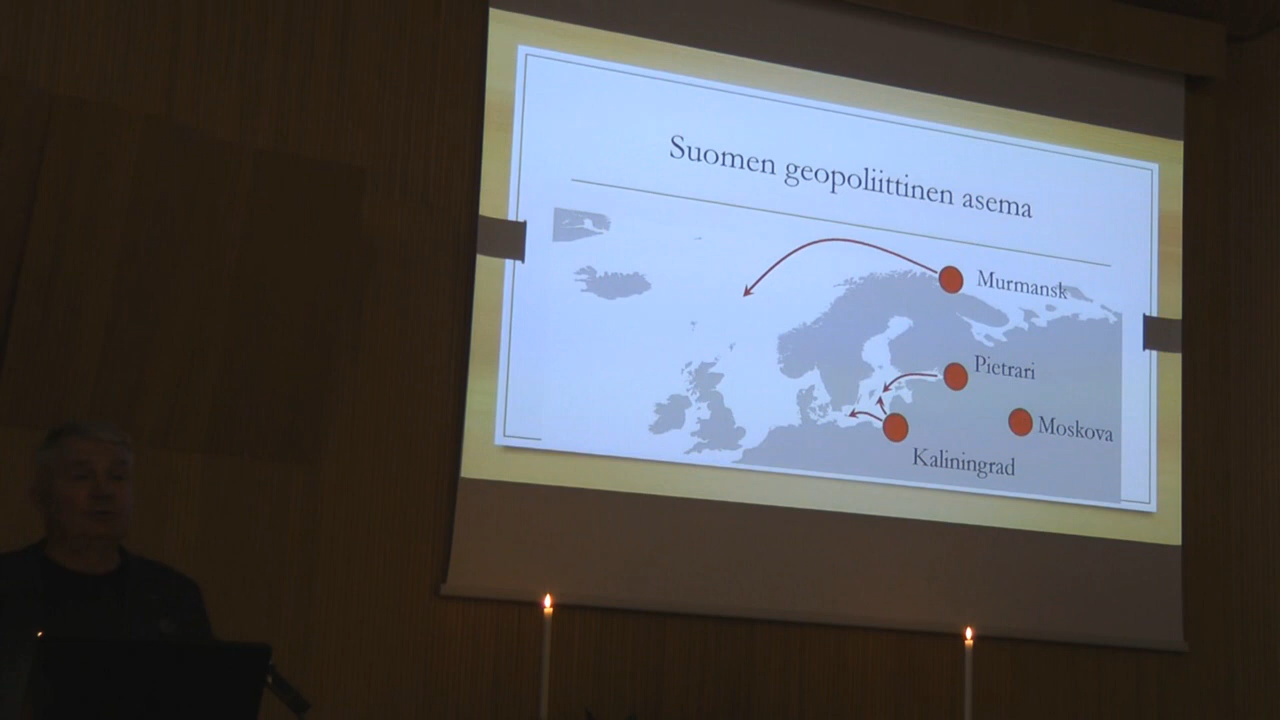 Suomen geopoliittinen asema
Murmansk
Pietrari
Moskova
Kaliningrad